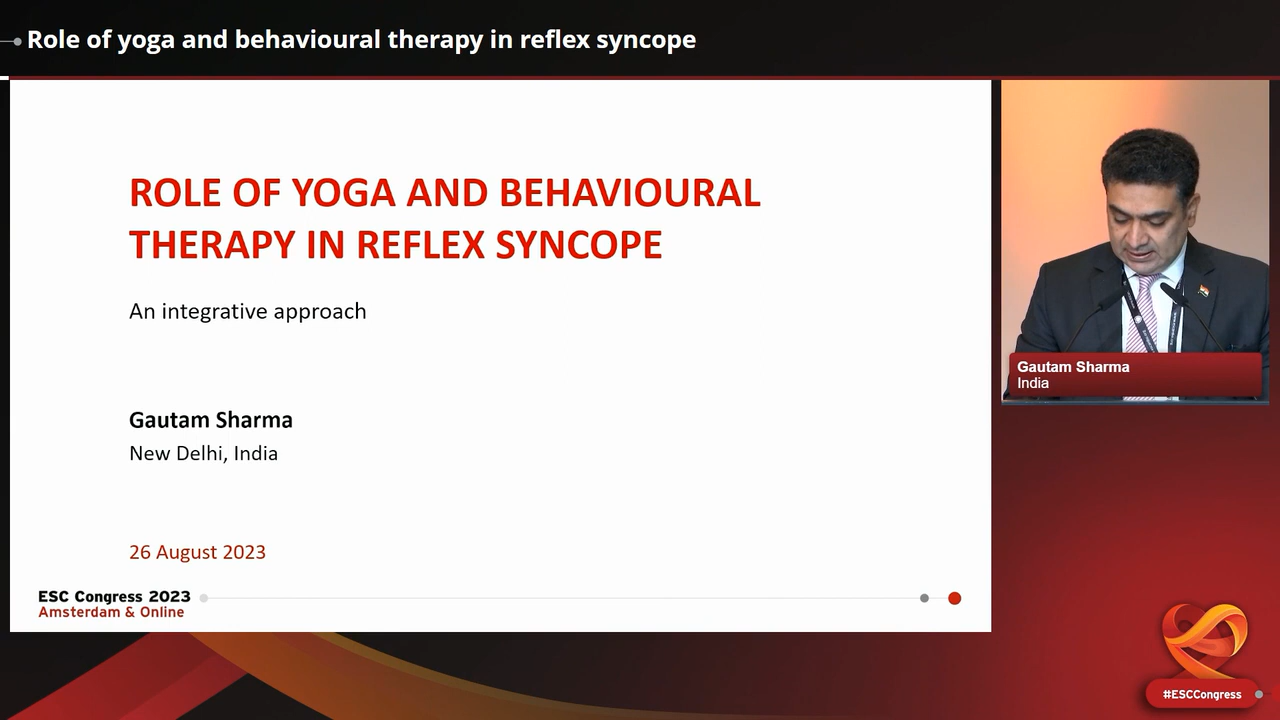 Role of yoga and behavioural therapy in reflex syncope
ROLE OF YOGA AND BEHAVIOURAL
THERAPY IN REFLEX SYNCOPE
An integrative approach
Gautam Sharma
New Delhi, India
26 August 2023
ESC Congress 2023
Amsterdam & Online
Gautam Sharma
India
#ESCCongress